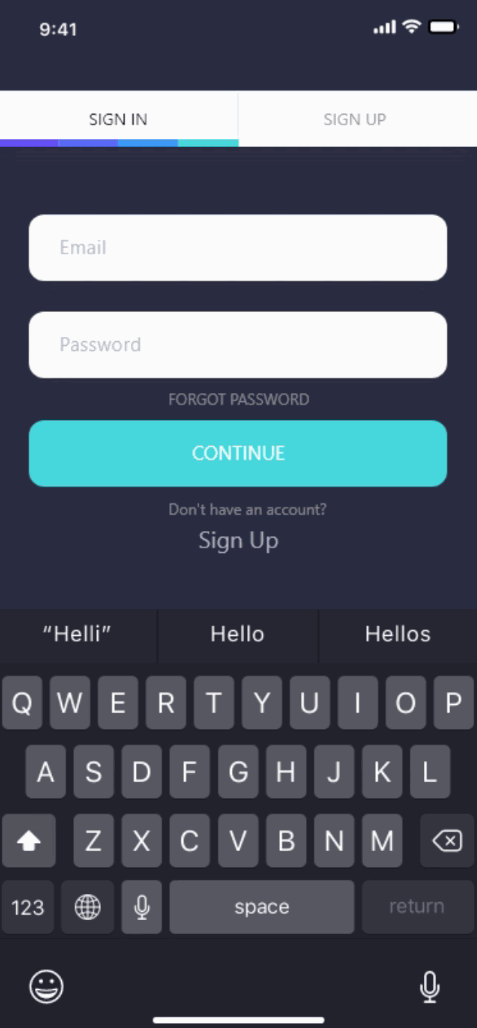 9:41
SIGN IN SIGN UP
Email
Password
FORGOT PASSWORD
CONTINUE
Don't have an account?
Sign Up
“Helli” Hello Hellos
Q W E R T Y U I O P
A S D F G H J K L
Z X C V B N M
123 space return